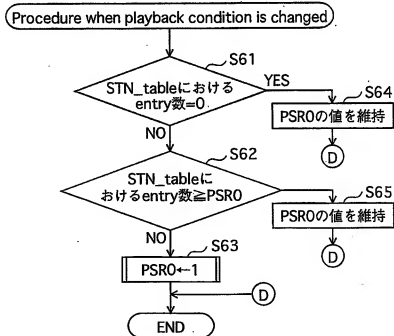 Procedure when playback condition is changed
S61
STN_tableにおける
entry数=0
YES
S64
PSR0の値を維持
D
NO
S62
STN_tableに
おけるentry数≧PSR0
S65
PSR0の値を維持
D
NO
S63
PSR0←1
D
END